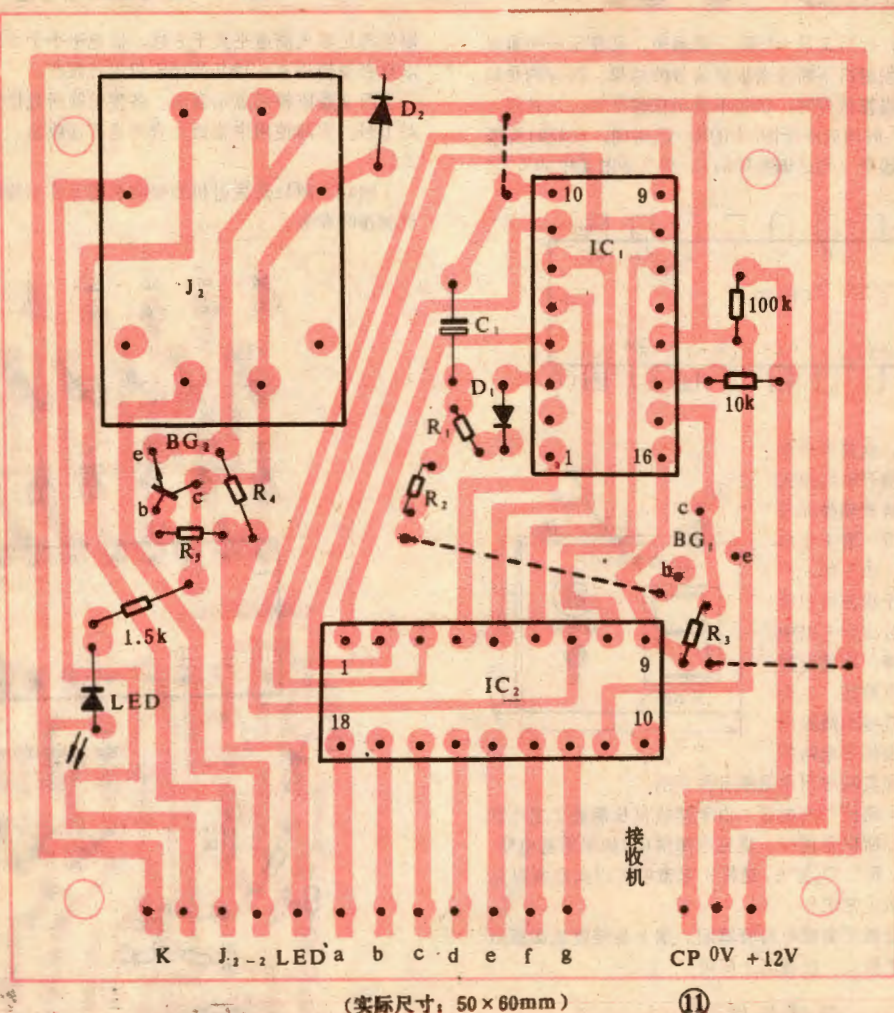 D₂
10 9
IC₁
J₂
100k
C₁
D₁
10k
R₁
BG₂
e
1 16
c
R₄
R₂
b
c
R₅
BG₁
e
b
1.5k
R₃
1 9
IC₂
LED
18 10
接收机
K J₂₋₂ LED a b c d e f g CP 0V +12V
(实际尺寸：50×60mm) ⑪